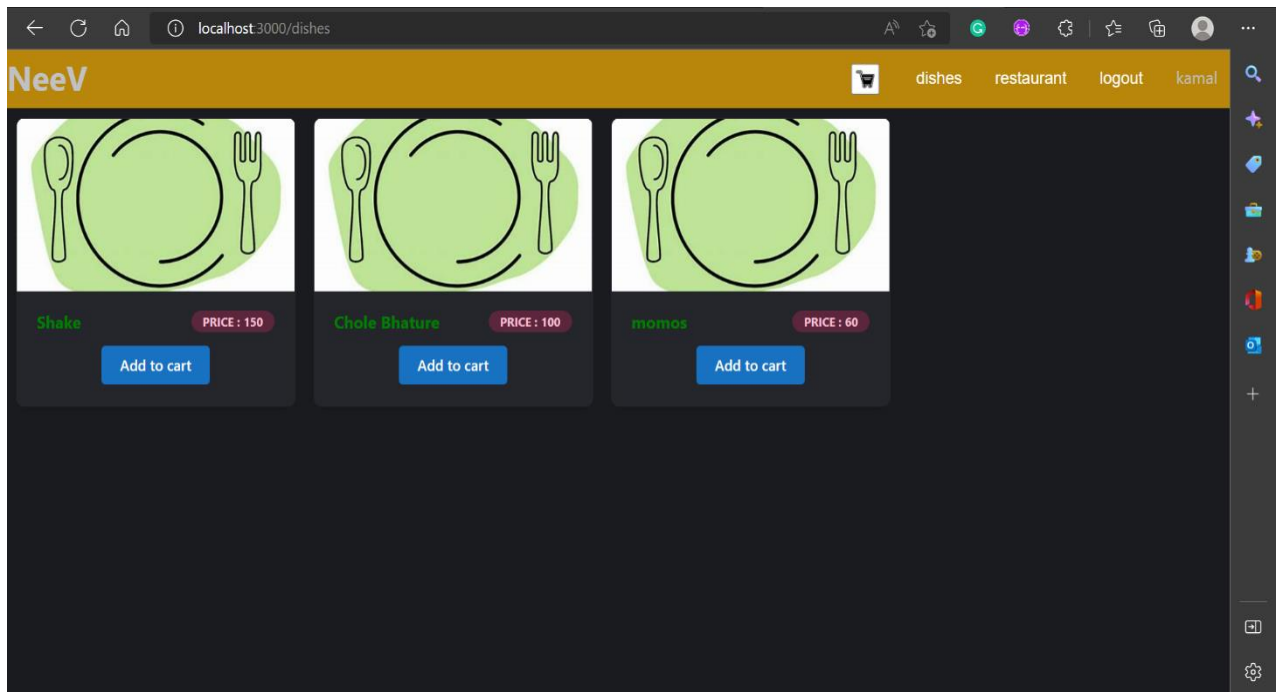 localhost:3000/dishes
NeeV
dishes restaurant logout kamal
Shake PRICE : 150
Add to cart
Chole Bhature PRICE : 100
Add to cart
momos PRICE : 60
Add to cart